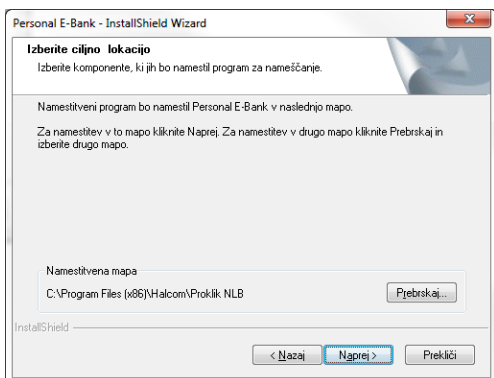 Personal E-Bank - InstallShield Wizard
Izberite ciljno lokacijo
Izberite komponente, ki jih bo namestil program za nameščanje.
Namestitveni program bo namestil Personal E-Bank v naslednjo mapo.
Za namestitev v to mapo kliknite Naprej. Za namestitev v drugo mapo kliknite Prebrskaj in
izberite drugo mapo.
Namestitvena mapa
C:\Program Files (x86)\Halcom\Proklik NLB
Prebrskaj...
InstallShield
< Nazaj
Naprej >
Prekliči